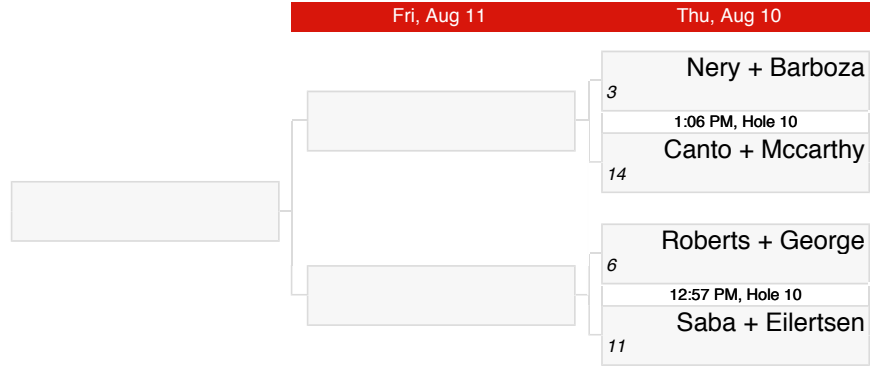 Fri, Aug 11
Thu, Aug 10
Nery + Barboza
3
1:06 PM, Hole 10
Canto + Mccarthy
14
Roberts + George
6
12:57 PM, Hole 10
Saba + Eilertsen
11